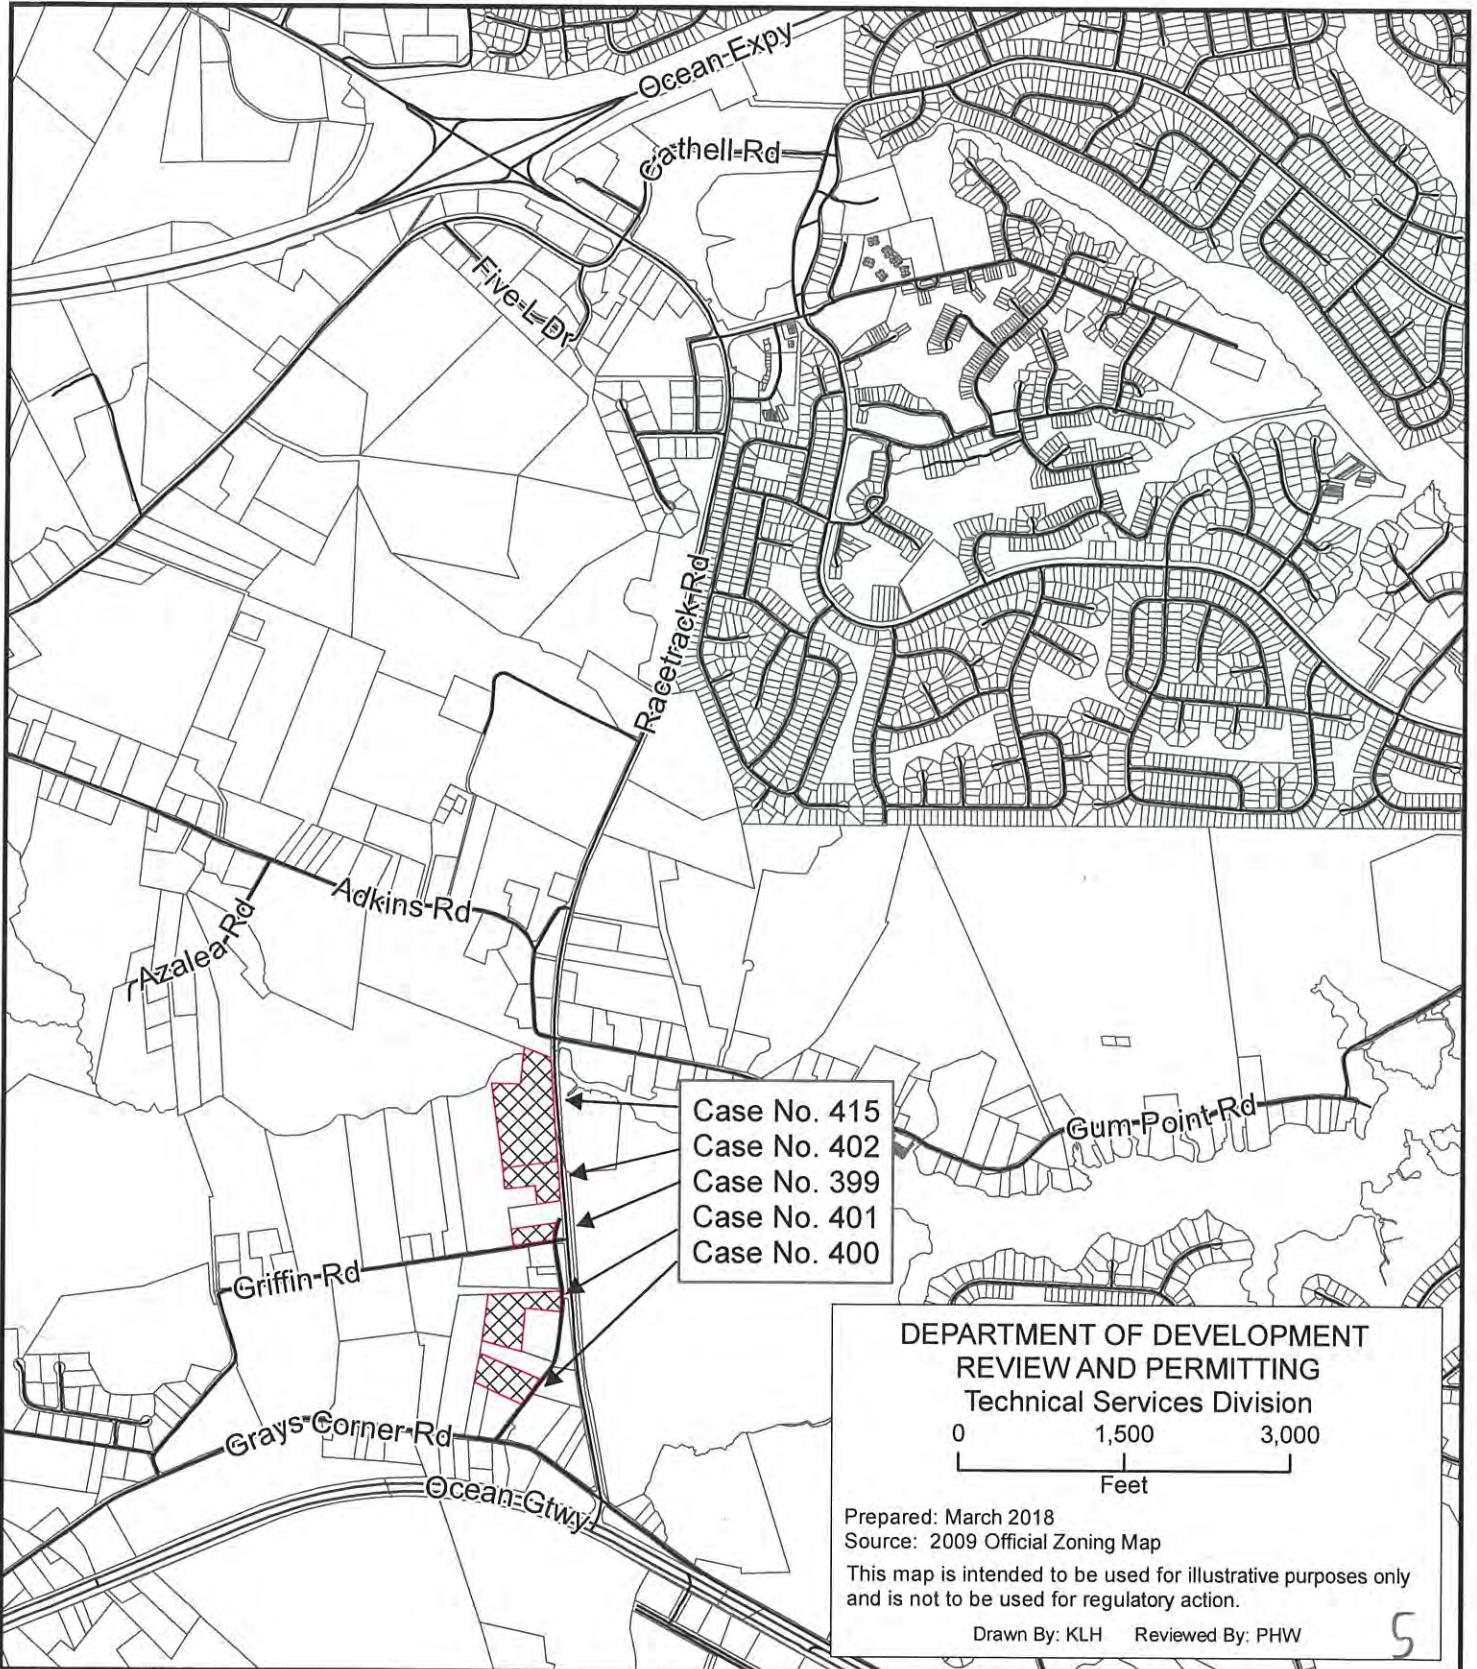 Ocean Expy
Cathell Rd
Five L Dr
Racetrack Rd
Adkins Rd
Azalea Rd
Case No. 415
Case No. 402
Case No. 399
Case No. 401
Case No. 400
Gum Point Rd
Griffin Rd
Grays Corner Rd
Ocean Gtwy
DEPARTMENT OF DEVELOPMENT
REVIEW AND PERMITTING
Technical Services Division
0 1,500 3,000
Feet
Prepared: March 2018
Source: 2009 Official Zoning Map
This map is intended to be used for illustrative purposes only
and is not to be used for regulatory action.
Drawn By: KLH Reviewed By: PHW
5